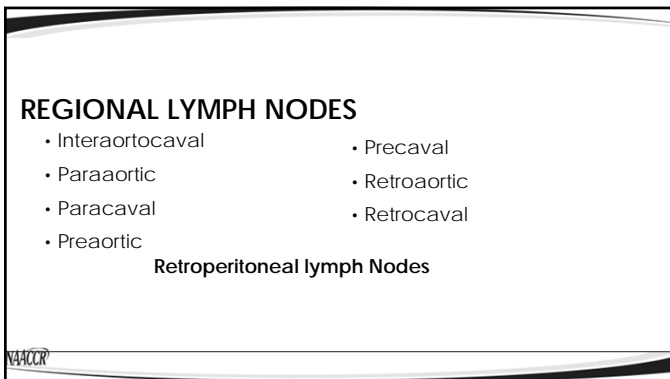 REGIONAL LYMPH NODES
• Interaortocaval
• Paraaortic
• Paracaval
• Preaortic
• Precaval
• Retroaortic
• Retrocaval
Retroperitoneal lymph Nodes
NAACCR